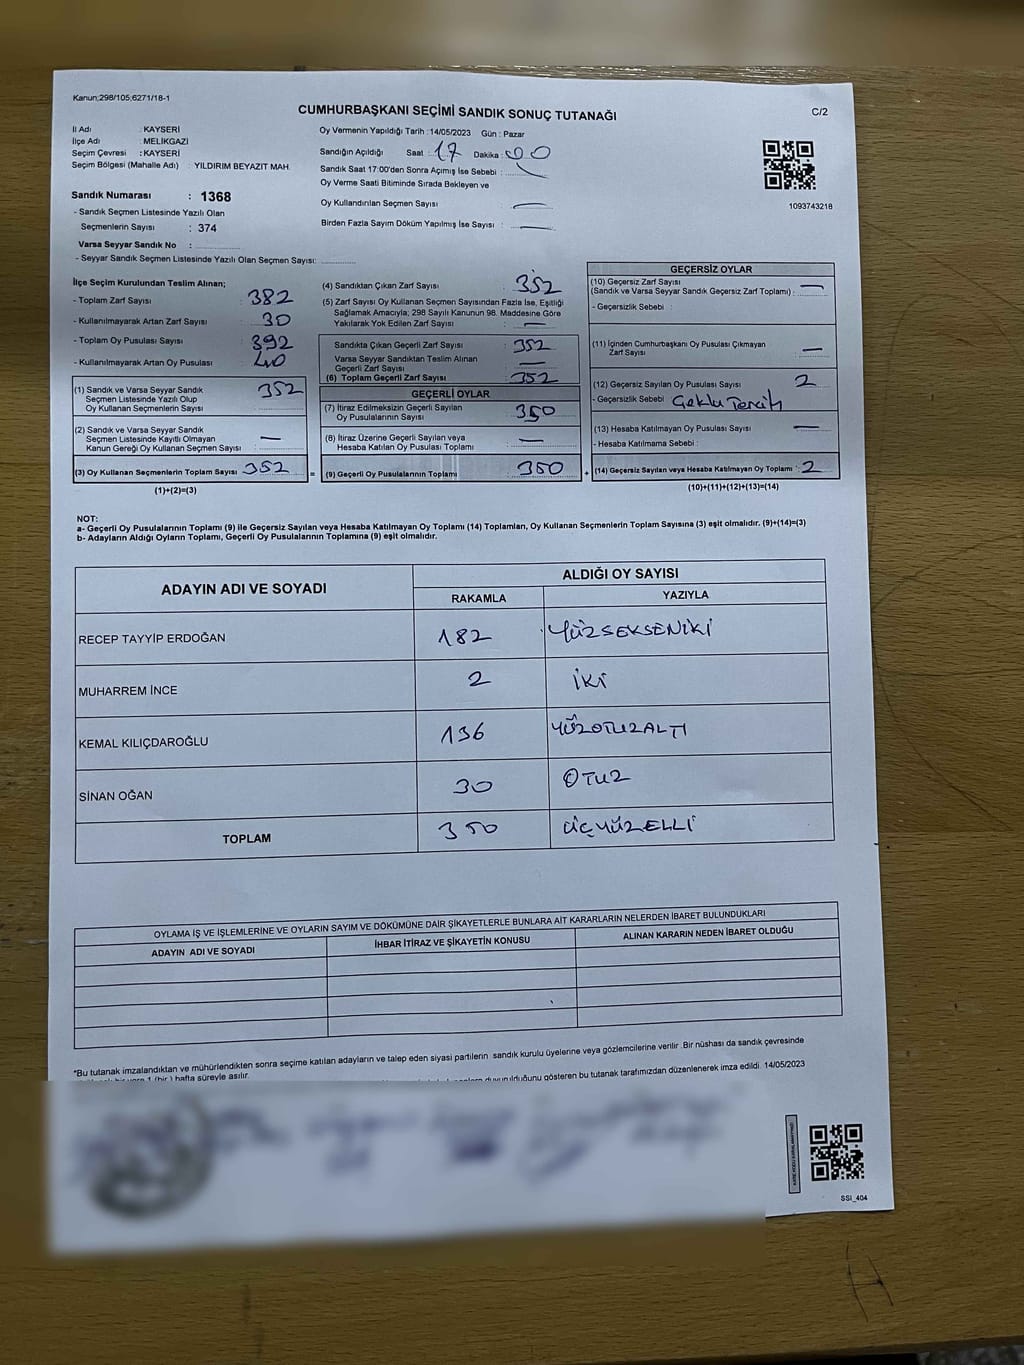 Kanun:298/105;6271/18-1
CUMHURBAŞKANI SEÇİMİ SANDIK SONUÇ TUTANAĞI
C/2
İl Adı : KAYSERİ
İlçe Adı : MELİKGAZİ
Seçim Çevresi : KAYSERİ
Seçim Bölgesi (Mahalle Adı) : YILDIRIM BEYAZIT MAH.
Sandık Numarası : 1368
- Sandık Seçmen Listesinde Yazılı Olan
Seçmenlerin Sayısı : 374
Varsa Seyyar Sandık No :
- Seyyar Sandık Seçmen Listesinde Yazılı Olan Seçmen Sayısı:
Oy Vermenin Yapıldığı Tarih :14/05/2023 Gün : Pazar
Sandığın Açıldığı Saat : 17 Dakika : 00
Sandık Saat 17:00'den Sonra Açımış İse Sebebi :
Oy Verme Saati Bitiminde Sırada Bekleyen ve
Oy Kullandırılan Seçmen Sayısı :
Birden Fazla Sayım Döküm Yapılmış İse Sayısı :
1093743218
İlçe Seçim Kurulundan Teslim Alınan;
- Toplam Zarf Sayısı : 382
- Kullanılmayarak Artan Zarf Sayısı : 30
- Toplam Oy Pusulası Sayısı : 392
- Kullanılmayarak Artan Oy Pusulası : 40
(1) Sandık ve Varsa Seyyar Sandık
Seçmen Listesinde Yazılı Olup
Oy Kullanan Seçmenlerin Sayısı : 352
(2) Sandık ve Varsa Seyyar Sandık
Seçmen Listesinde Kayıtlı Olmayan
Kanun Gereği Oy Kullanan Seçmen Sayısı : —
(3) Oy Kullanan Seçmenlerin Toplam Sayısı : 352
(1)+(2)=(3)
=
(4) Sandıktan Çıkan Zarf Sayısı : 352
(5) Zarf Sayısı Oy Kullanan Seçmen Sayısından Fazla İse, Eşitliği
Sağlamak Amacıyla; 298 Sayılı Kanunun 98. Maddesine Göre
Yakılarak Yok Edilen Zarf Sayısı : —
Sandıkta Çıkan Geçerli Zarf Sayısı : 352
Varsa Seyyar Sandıktan Teslim Alınan
Geçerli Zarf Sayısı : —
(6) Toplam Geçerli Zarf Sayısı : 352
GEÇERLİ OYLAR
(7) İtiraz Edilmeksizin Geçerli Sayılan
Oy Pusulalarının Sayısı : 350
(8) İtiraz Üzerine Geçerli Sayılan veya
Hesaba Katılan Oy Pusulası Toplamı : —
(9) Geçerli Oy Pusulalarının Toplamı : 350
+
GEÇERSİZ OYLAR
(10) Geçersiz Zarf Sayısı
(Sandık ve Varsa Seyyar Sandık Geçersiz Zarf Toplamı) : —
- Geçersizlik Sebebi :
(11) İçinden Cumhurbaşkanı Oy Pusulası Çıkmayan
Zarf Sayısı : —
(12) Geçersiz Sayılan Oy Pusulası Sayısı : 2
- Geçersizlik Sebebi : Çoklu Tercih
(13) Hesaba Katılmayan Oy Pusulası Sayısı : —
- Hesaba Katılmama Sebebi :
(14) Geçersiz Sayılan veya Hesaba Katılmayan Oy Toplamı : 2
(10)+(11)+(12)+(13)=(14)
NOT:
a- Geçerli Oy Pusulalarının Toplamı (9) ile Geçersiz Sayılan veya Hesaba Katılmayan Oy Toplamı (14) Toplamları, Oy Kullanan Seçmenlerin Toplam Sayısına (3) eşit olmalıdır. (9)+(14)=(3)
b- Adayların Aldığı Oyların Toplamı, Geçerli Oy Pusulalarının Toplamına (9) eşit olmalıdır.
ADAYIN ADI VE SOYADI
ALDIĞI OY SAYISI
RAKAMLA YAZIYLA
RECEP TAYYİP ERDOĞAN 182 YÜZSEKSENİKİ
MUHARREM İNCE 2 İKİ
KEMAL KILIÇDAROĞLU 136 YÜZOTUZALTI
SİNAN OĞAN 30 OTUZ
TOPLAM 350 ÜÇYÜZELLİ
OYLAMA İŞ VE İŞLEMLERİNE VE OYLARIN SAYIM VE DÖKÜMÜNE DAİR ŞİKAYETLERLE BUNLARA AİT KARARLARIN NELERDEN İBARET BULUNDUKLARI
ADAYIN ADI VE SOYADI İHBAR İTİRAZ VE ŞİKAYETİN KONUSU ALINAN KARARIN NEDEN İBARET OLDUĞU
*Bu tutanak imzalandıktan ve mühürlendikten sonra seçime katılan adayların ve talep eden siyasi partilerin sandık kurulu üyelerine veya gözlemcilerine verilir .Bir nüshası da sandık çevresinde
1 (bir) hafta süreyle asılır.
duyurulduğunu gösteren bu tutanak tarafımızdan düzenlenerek imza edildi. 14/05/2023
SSI_404